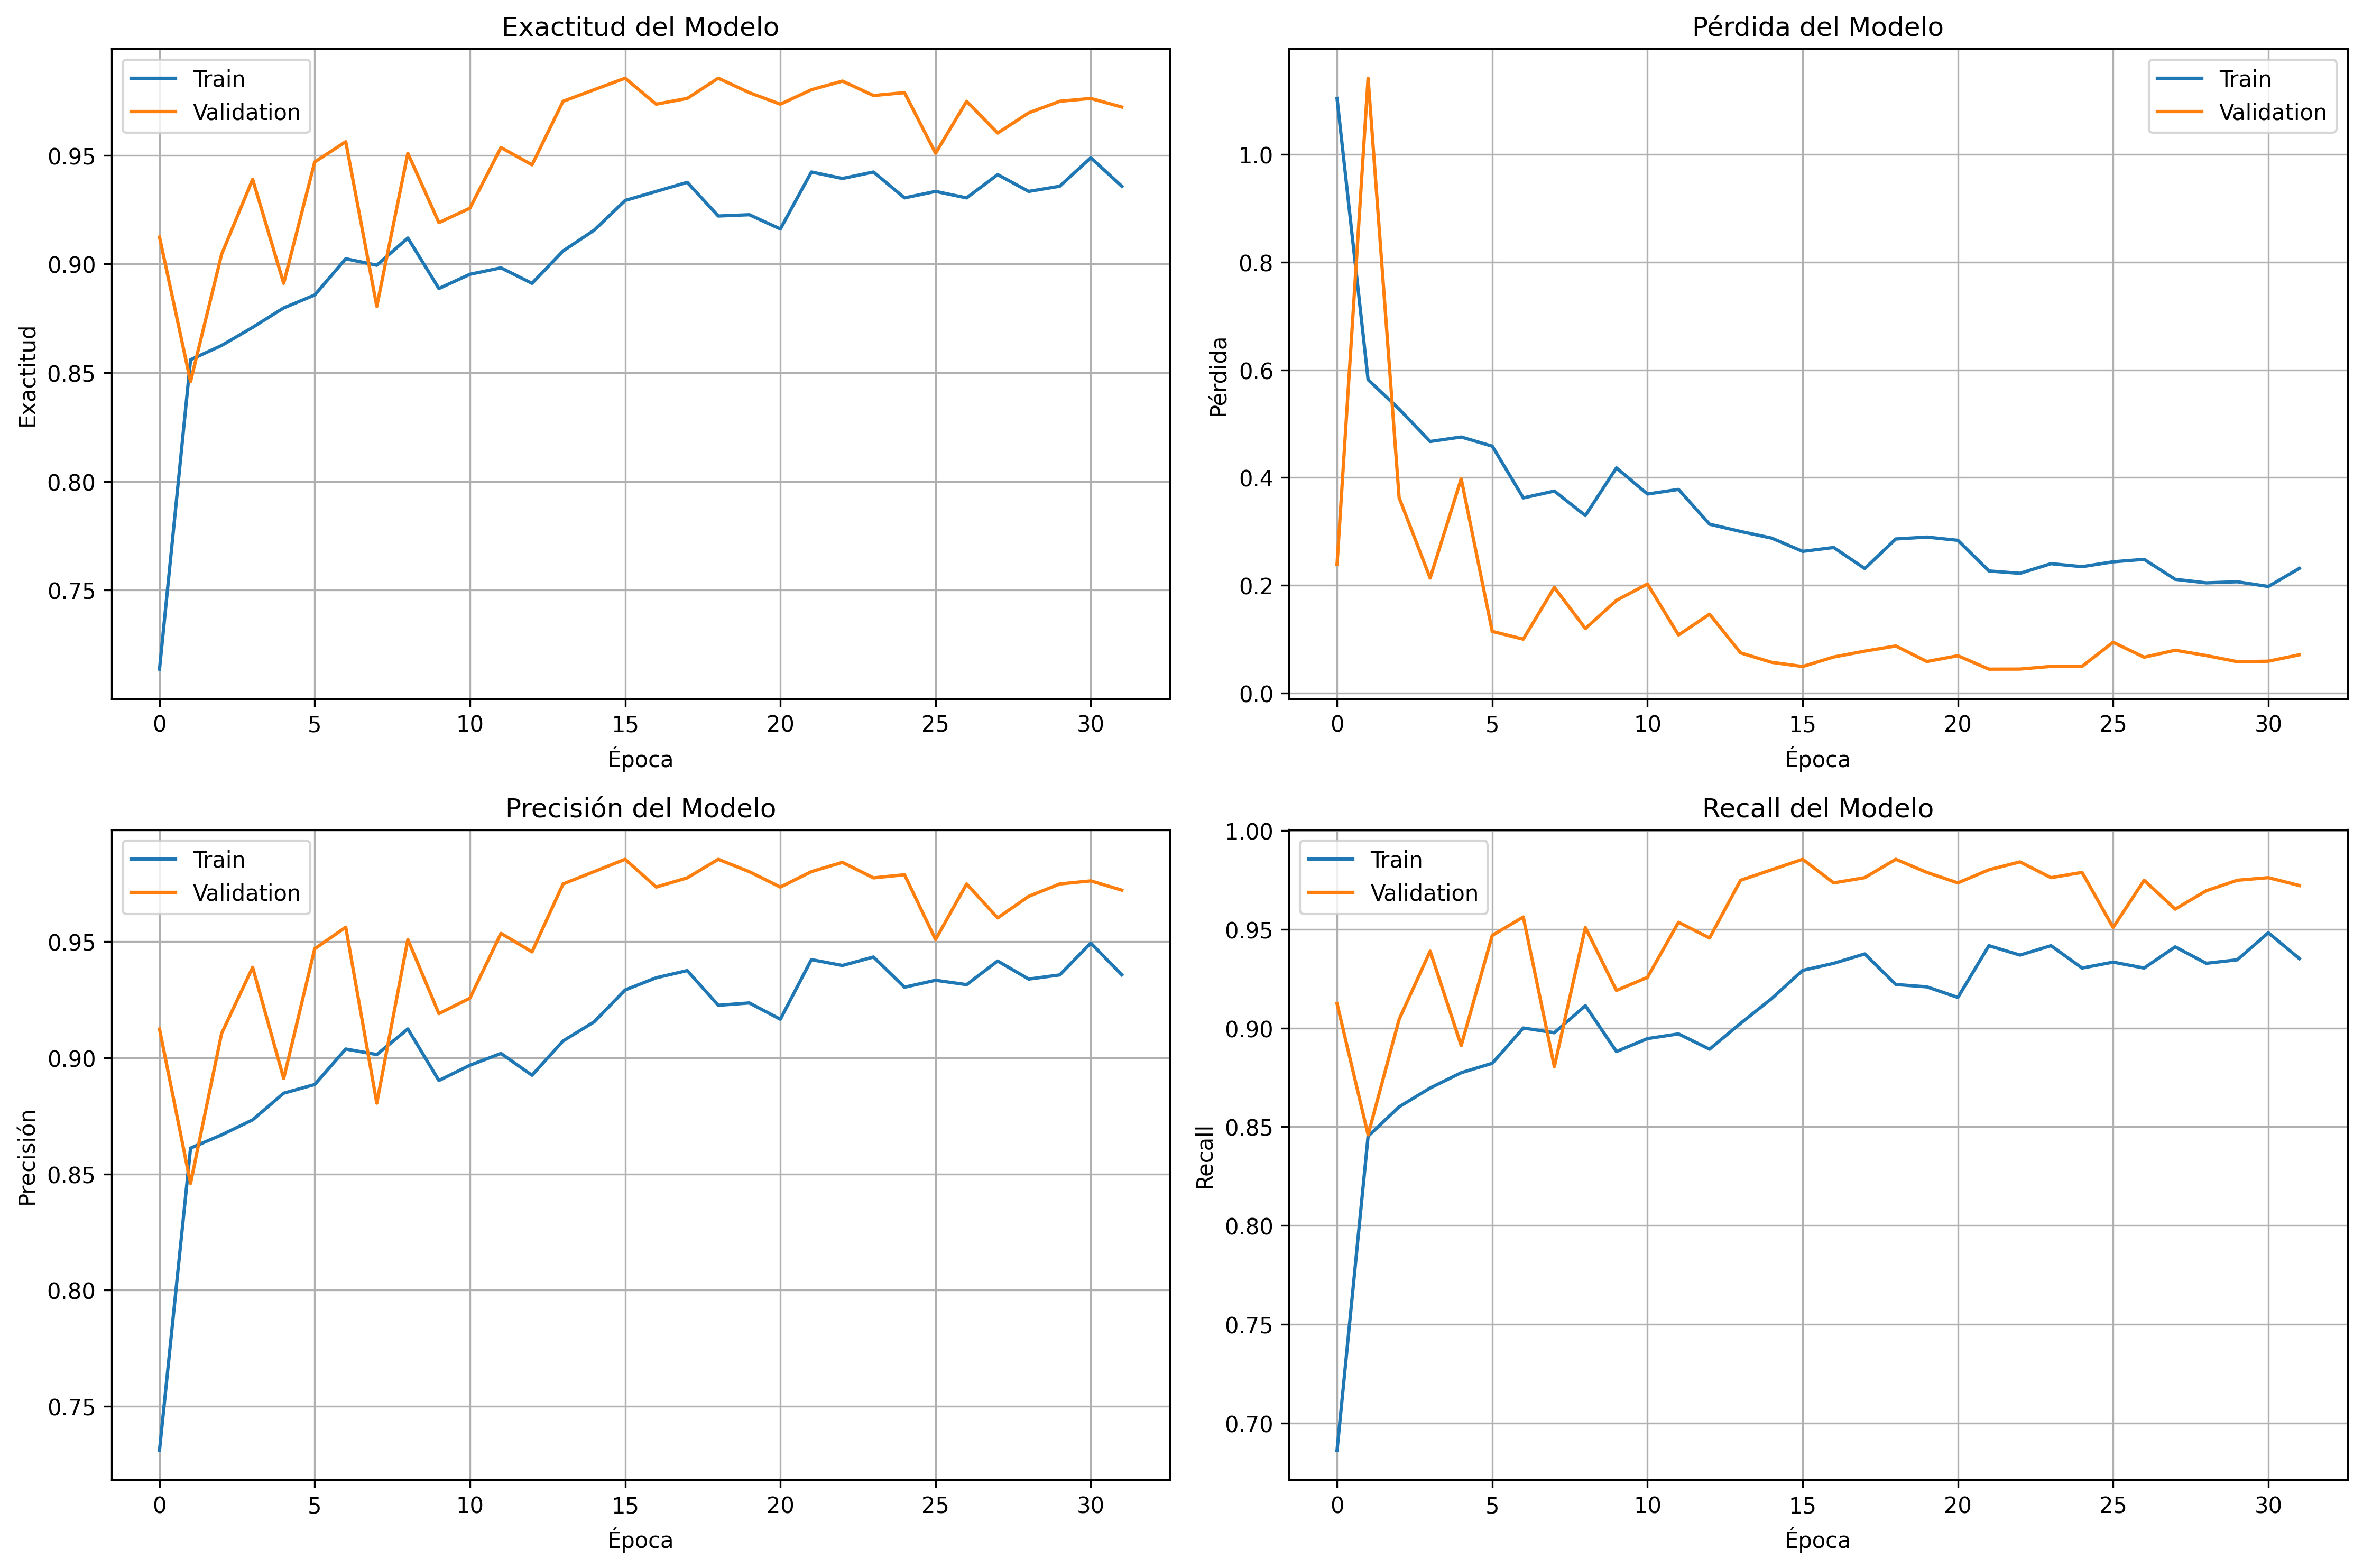 Exactitud del Modelo
Train
Validation
Exactitud
0.95
0.90
0.85
0.80
0.75
0 5 10 15 20 25 30
Época
Pérdida del Modelo
Train
Validation
Pérdida
1.0
0.8
0.6
0.4
0.2
0.0
0 5 10 15 20 25 30
Época
Precisión del Modelo
Train
Validation
Precisión
0.95
0.90
0.85
0.80
0.75
0 5 10 15 20 25 30
Época
Recall del Modelo
Train
Validation
Recall
1.00
0.95
0.90
0.85
0.80
0.75
0.70
0 5 10 15 20 25 30
Época